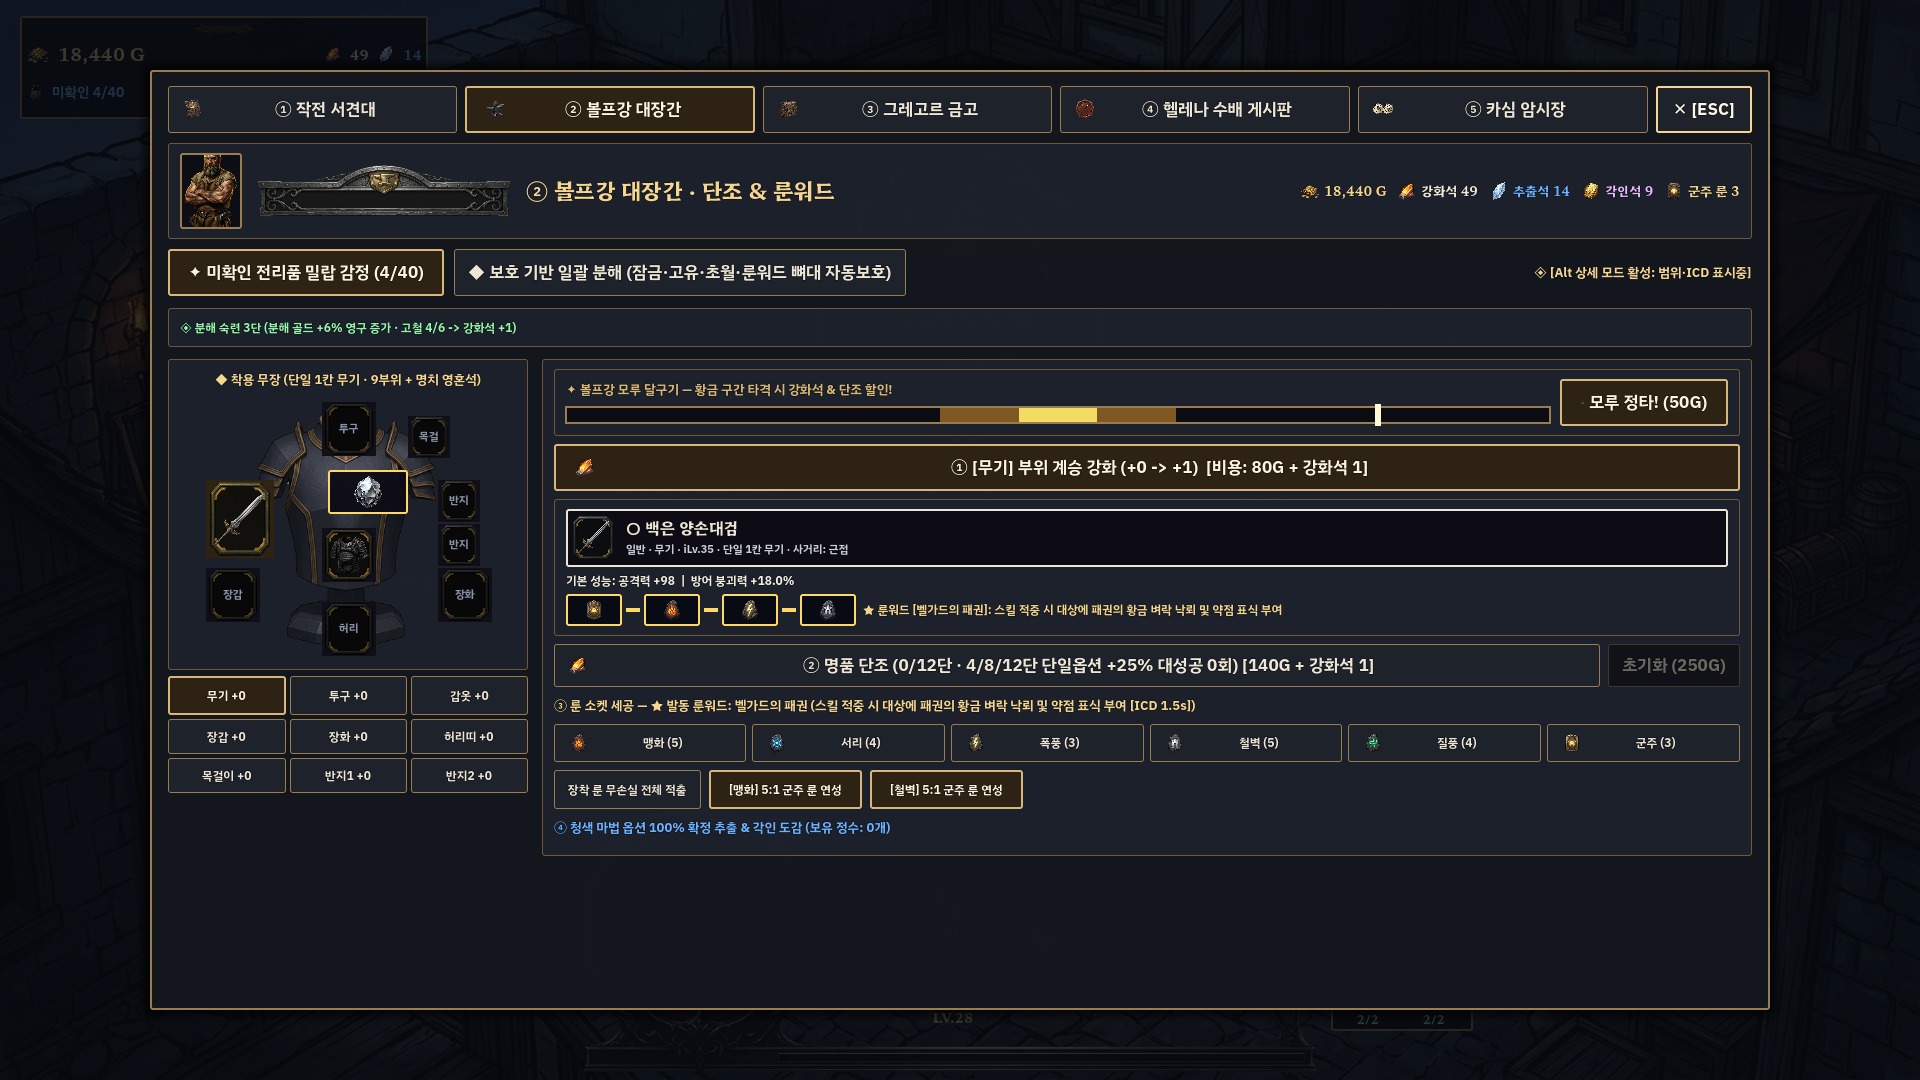 18,440 G 49 14
미확인 4/40
① 작전 서견대
② 볼프강 대장간
③ 그레고르 금고
④ 헬레나 수배 게시판
⑤ 카심 암시장
✕ [ESC]
② 볼프강 대장간 · 단조 & 룬워드
18,440 G 강화석 49 추출석 14 각인석 9 군주 룬 3
✦ 미확인 전리품 밀랍 감정 (4/40)
◆ 보호 기반 일괄 분해 (잠금·고유·초월·룬워드 뼈대 자동보호)
◈ [Alt 상세 모드 활성: 범위·ICD 표시중]
◈ 분해 숙련 3단 (분해 골드 +6% 영구 증가 · 고철 4/6 -> 강화석 +1)
◆ 착용 무장 (단일 1칸 무기 · 9부위 + 명치 영혼석)
투구
목걸
반지
반지
장갑
장화
허리
무기 +0
투구 +0
갑옷 +0
장갑 +0
장화 +0
허리띠 +0
목걸이 +0
반지1 +0
반지2 +0
✦ 볼프강 모루 달구기 — 황금 구간 타격 시 강화석 & 단조 할인!
모루 정타! (50G)
① [무기] 부위 계승 강화 (+0 -> +1) [비용: 80G + 강화석 1]
○ 백은 양손대검
일반 · 무기 · iLv.35 · 단일 1칸 무기 · 사거리: 근접
기본 성능: 공격력 +98 | 방어 붕괴력 +18.0%
★ 룬워드 [벨가드의 패권]: 스킬 적중 시 대상에 패권의 황금 벼락 낙뢰 및 약점 표식 부여
② 명품 단조 (0/12단 · 4/8/12단 단일옵션 +25% 대성공 0회) [140G + 강화석 1]
초기화 (250G)
③ 룬 소켓 세공 — ★ 발동 룬워드: 벨가드의 패권 (스킬 적중 시 대상에 패권의 황금 벼락 낙뢰 및 약점 표식 부여 [ICD 1.5s])
맹화 (5)
서리 (4)
폭풍 (3)
철벽 (5)
질풍 (4)
군주 (3)
장착 룬 무손실 전체 적출
[맹화] 5:1 군주 룬 연성
[철벽] 5:1 군주 룬 연성
④ 청색 마법 옵션 100% 확정 추출 & 각인 도감 (보유 정수: 0개)
LV.28
2/2 2/2